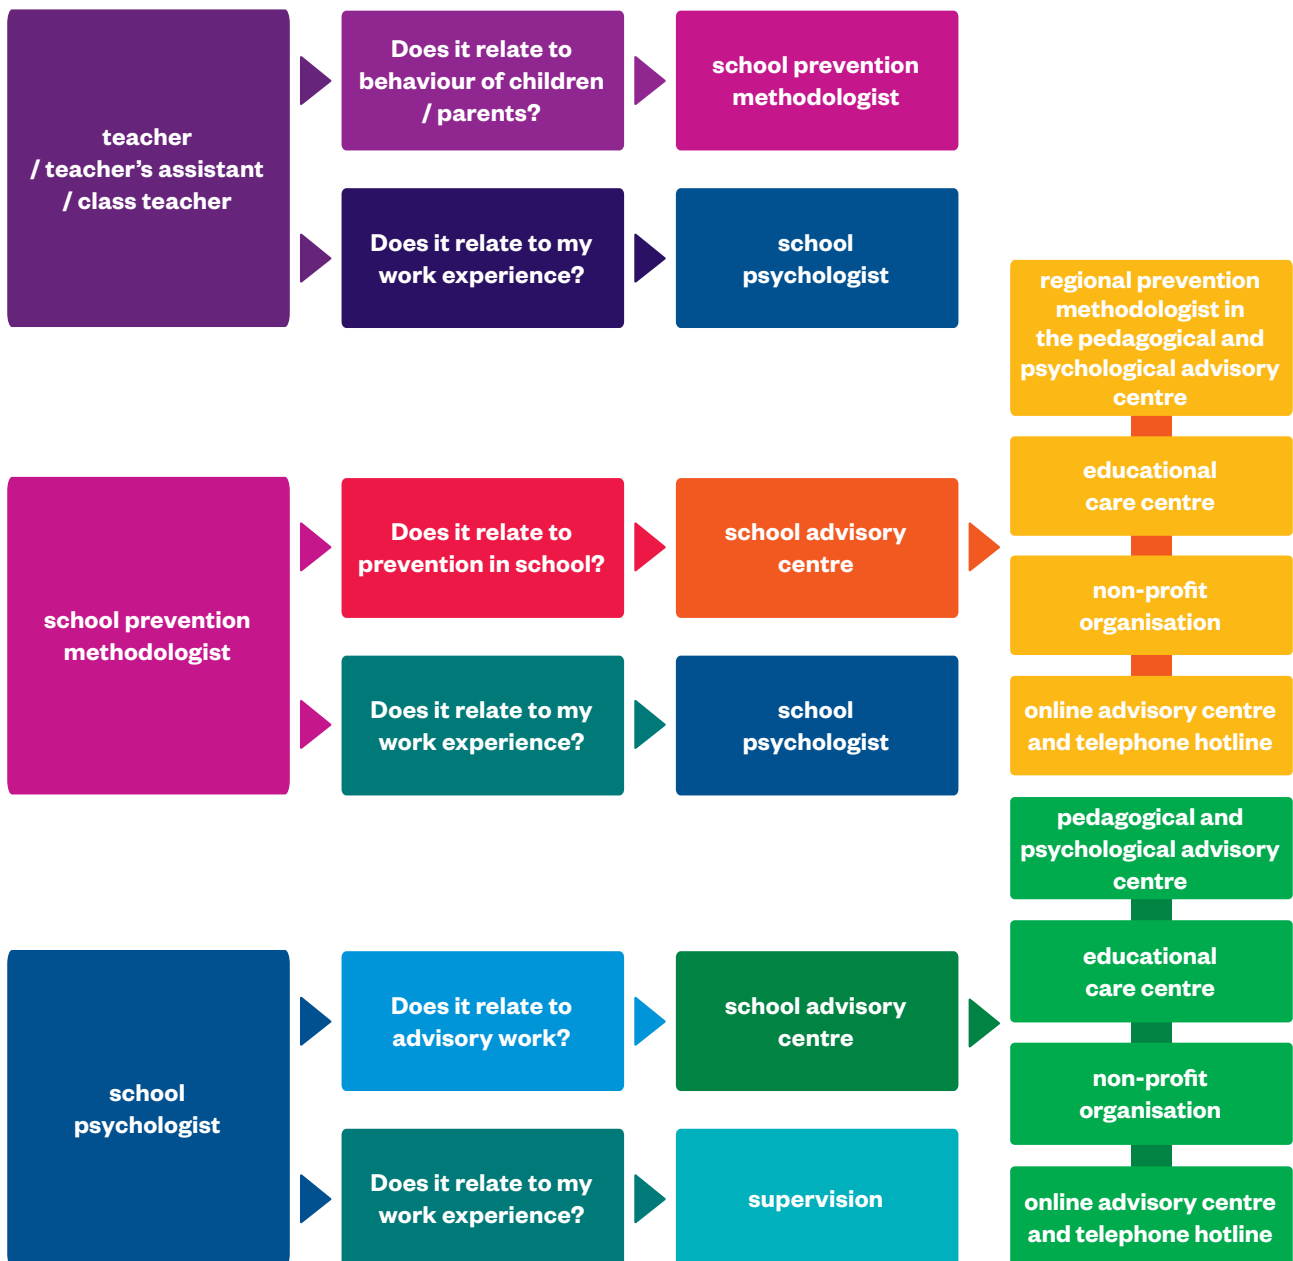 teacher
/ teacher’s assistant
/ class teacher
Does it relate to
behaviour of children
/ parents?
school prevention
methodologist
Does it relate to my
work experience?
school
psychologist
school prevention
methodologist
Does it relate to
prevention in school?
school advisory
centre
regional prevention
methodologist in
the pedagogical and
psychological advisory
centre
educational
care centre
non-profit
organisation
online advisory centre
and telephone hotline
Does it relate to my
work experience?
school
psychologist
school
psychologist
Does it relate to
advisory work?
school advisory
centre
pedagogical and
psychological advisory
centre
educational
care centre
non-profit
organisation
online advisory centre
and telephone hotline
Does it relate to my
work experience?
supervision